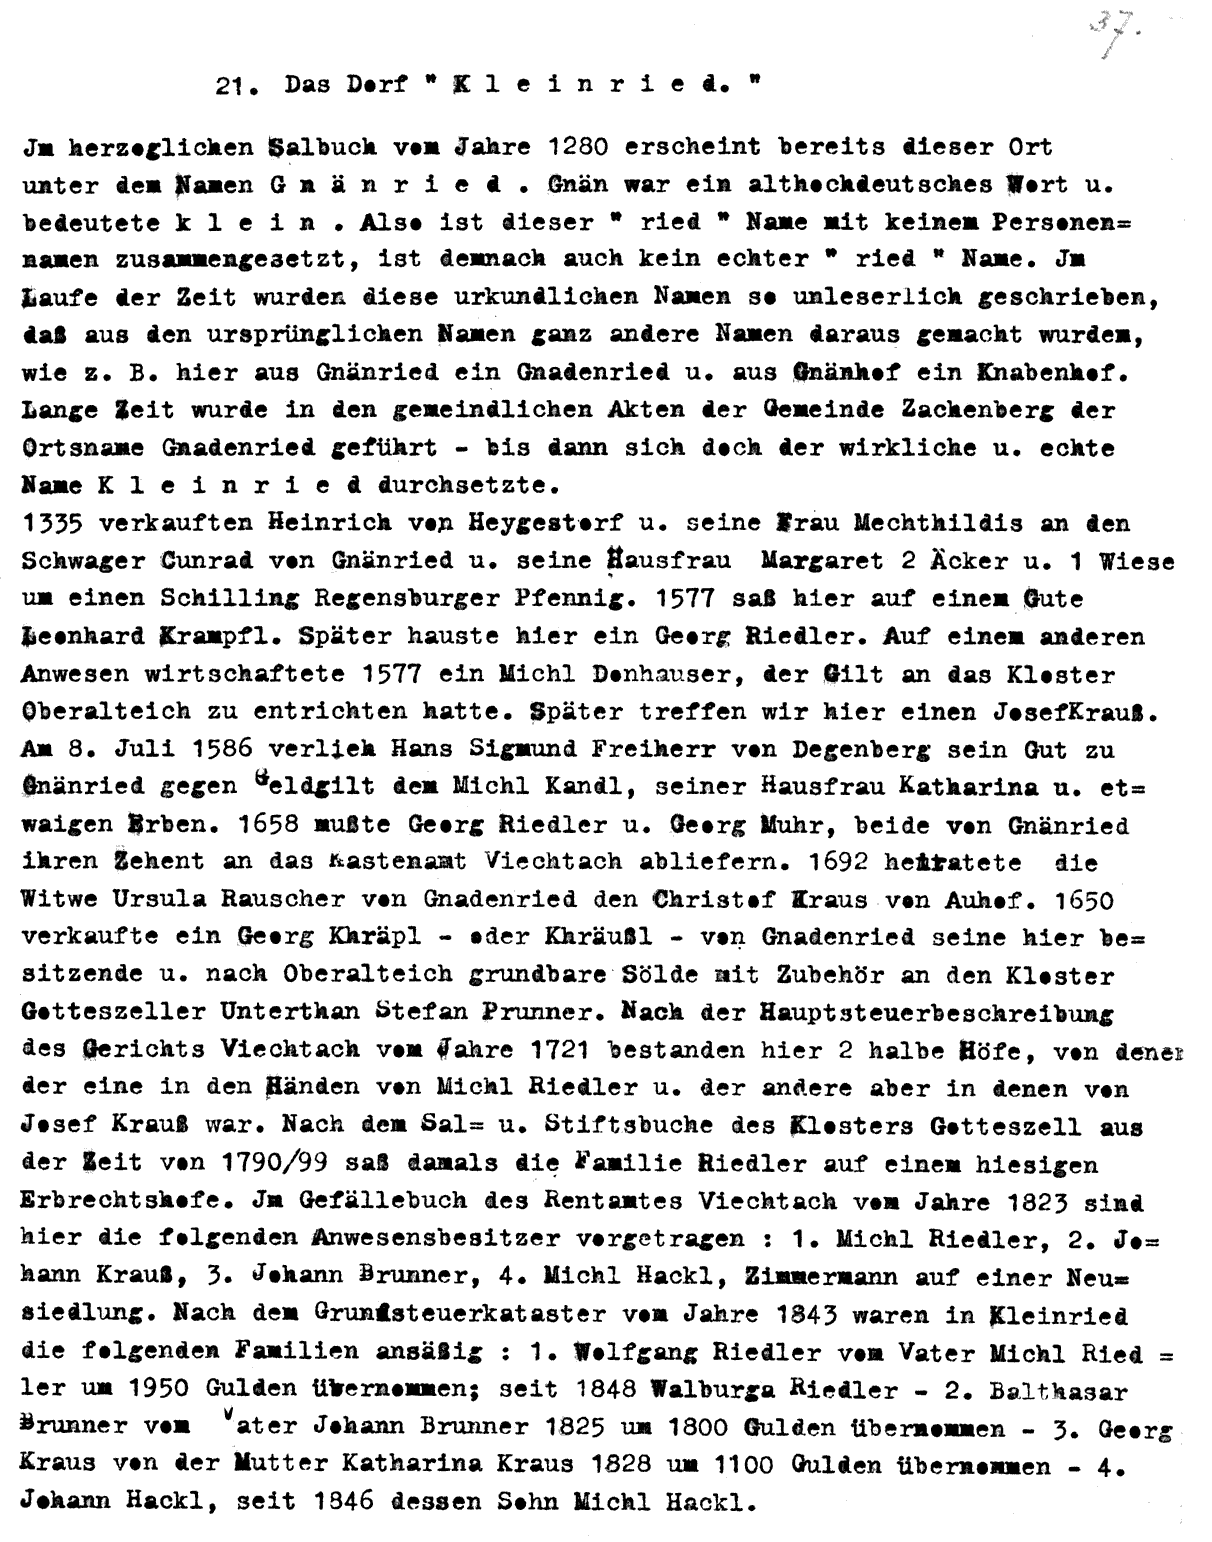 37.
21. Das Dorf " K l e i n r i e d. "
Jm herzoglichen Salbuch vom Jahre 1280 erscheint bereits dieser Ort
unter dem Namen G n ä n r i e d . Gnän war ein althochdeutsches Wort u.
bedeutete k l e i n . Also ist dieser " ried " Name mit keinem Personen=
namen zusammengesetzt, ist demnach auch kein echter " ried " Name. Jm
Laufe der Zeit wurden diese urkundlichen Namen so unleserlich geschrieben,
daß aus den ursprünglichen Namen ganz andere Namen daraus gemacht wurdem,
wie z. B. hier aus Gnänried ein Gnadenried u. aus Gnänhof ein Knabenhof.
Lange Zeit wurde in den gemeindlichen Akten der Gemeinde Zachenberg der
Ortsname Gnadenried geführt - bis dann sich doch der wirkliche u. echte
Name K l e i n r i e d durchsetzte.
1335 verkauften Heinrich von Heygestorf u. seine Frau Mechthildis an den
Schwager Cunrad von Gnänried u. seine Hausfrau Margaret 2 Äcker u. 1 Wiese
um einen Schilling Regensburger Pfennig. 1577 saß hier auf einem Gute
Leonhard Krampfl. Später hauste hier ein Georg Riedler. Auf einem anderen
Anwesen wirtschaftete 1577 ein Michl Donhauser, der Gilt an das Kloster
Oberalteich zu entrichten hatte. Später treffen wir hier einen JosefKrauß.
Am 8. Juli 1586 verlieh Hans Sigmund Freiherr von Degenberg sein Gut zu
Gnänried gegen Geldgilt dem Michl Kandl, seiner Hausfrau Katharina u. et=
waigen Erben. 1658 mußte Georg Riedler u. Georg Muhr, beide von Gnänried
ihren Zehent an das Kastenamt Viechtach abliefern. 1692 heiratete die
Witwe Ursula Rauscher von Gnadenried den Christof Kraus von Auhof. 1650
verkaufte ein Georg Khräpl - oder Khräußl - von Gnadenried seine hier be=
sitzende u. nach Oberalteich grundbare Sölde mit Zubehör an den Kloster
Gotteszeller Unterthan Stefan Prunner. Nach der Hauptsteuerbeschreibung
des Gerichts Viechtach vom Jahre 1721 bestanden hier 2 halbe Höfe, von denen
der eine in den Händen von Michl Riedler u. der andere aber in denen von
Josef Krauß war. Nach dem Sal= u. Stiftsbuche des Klosters Gotteszell aus
der Zeit von 1790/99 saß damals die Familie Riedler auf einem hiesigen
Erbrechtshofe. Jm Gefällebuch des Rentamtes Viechtach vom Jahre 1823 sind
hier die folgenden Anwesensbesitzer vorgetragen : 1. Michl Riedler, 2. Jo=
hann Krauß, 3. Johann Brunner, 4. Michl Hackl, Zimmermann auf einer Neu=
siedlung. Nach dem Grundsteuerkataster vom Jahre 1843 waren in Kleinried
die folgenden Familien ansäßig : 1. Wolfgang Riedler vom Vater Michl Ried =
ler um 1950 Gulden übernommen; seit 1848 Walburga Riedler - 2. Balthasar
Brunner vom Vater Johann Brunner 1825 um 1800 Gulden übernommen - 3. Georg
Kraus von der Mutter Katharina Kraus 1828 um 1100 Gulden übernommen - 4.
Johann Hackl, seit 1846 dessen Sohn Michl Hackl.